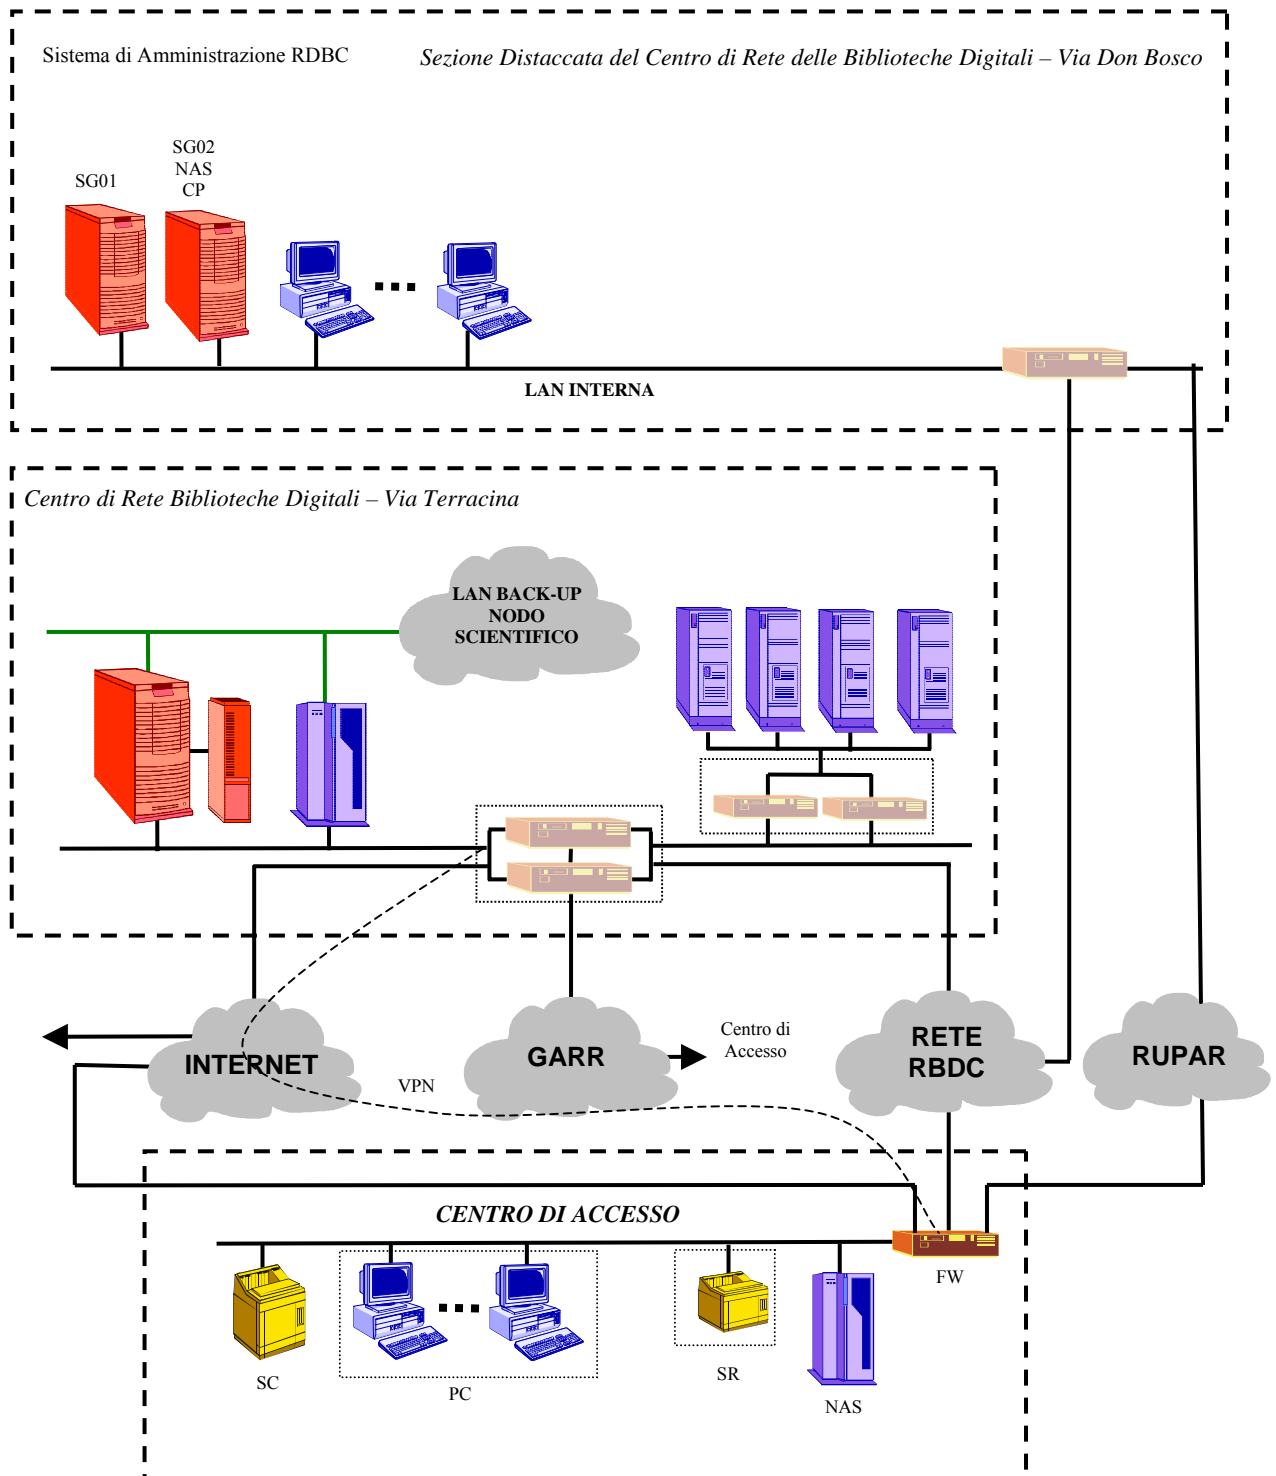 Sistema di Amministrazione RDBC
Sezione Distaccata del Centro di Rete delle Biblioteche Digitali – Via Don Bosco
SG01
SG02
NAS
CP
LAN INTERNA
Centro di Rete Biblioteche Digitali – Via Terracina
LAN BACK-UP
NODO
SCIENTIFICO
INTERNET
GARR
Centro di
Accesso
RETE
RBDC
RUPAR
VPN
CENTRO DI ACCESSO
FW
SC
PC
SR
NAS